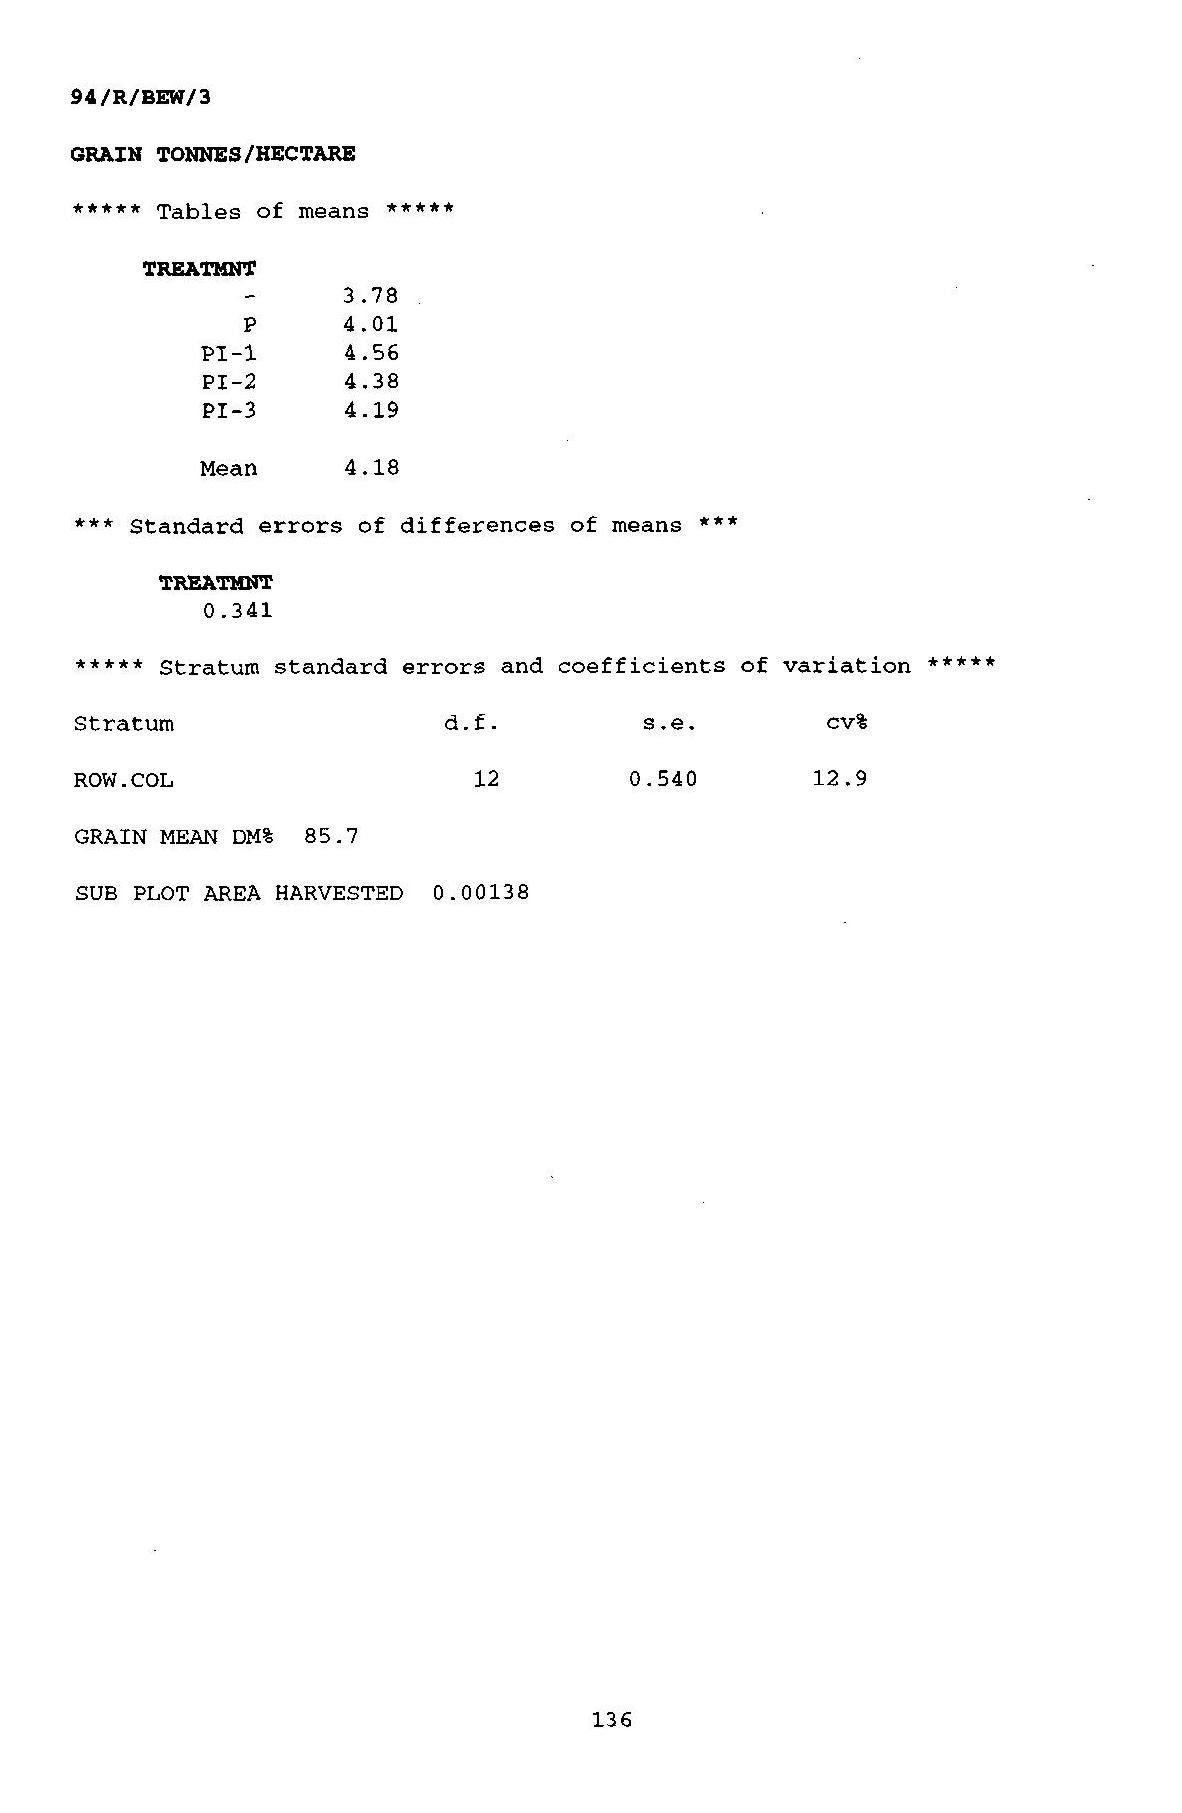 94/R/BEW/3
GRAIN TONNES/HECTARE
***** Tables of means *****
TREATMNT
- 3.78
P 4.01
PI-1 4.56
PI-2 4.38
PI-3 4.19
Mean 4.18
*** Standard errors of differences of means ***
TREATMNT
0.341
***** Stratum standard errors and coefficients of variation *****
Stratum d.f. s.e. cv%
ROW.COL 12 0.540 12.9
GRAIN MEAN DM% 85.7
SUB PLOT AREA HARVESTED 0.00138
136